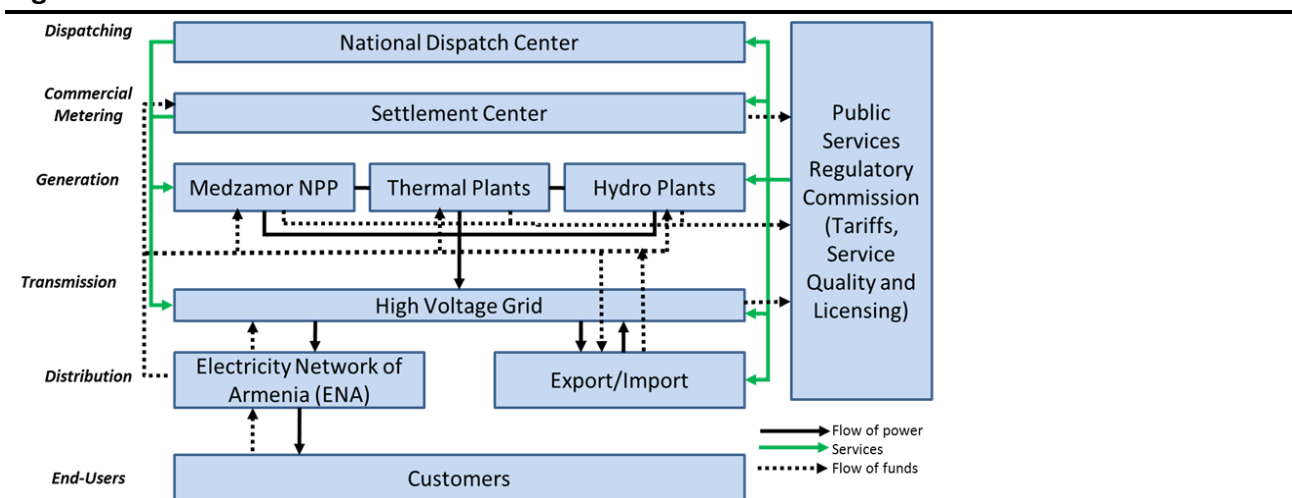 Dispatching
National Dispatch Center
Commercial
Metering
Settlement Center
Generation
Medzamor NPP
Thermal Plants
Hydro Plants
Public
Services
Regulatory
Commission
(Tariffs,
Service
Quality and
Licensing)
Transmission
High Voltage Grid
Distribution
Electricity Network of
Armenia (ENA)
Export/Import
Flow of power
Services
Flow of funds
End-Users
Customers